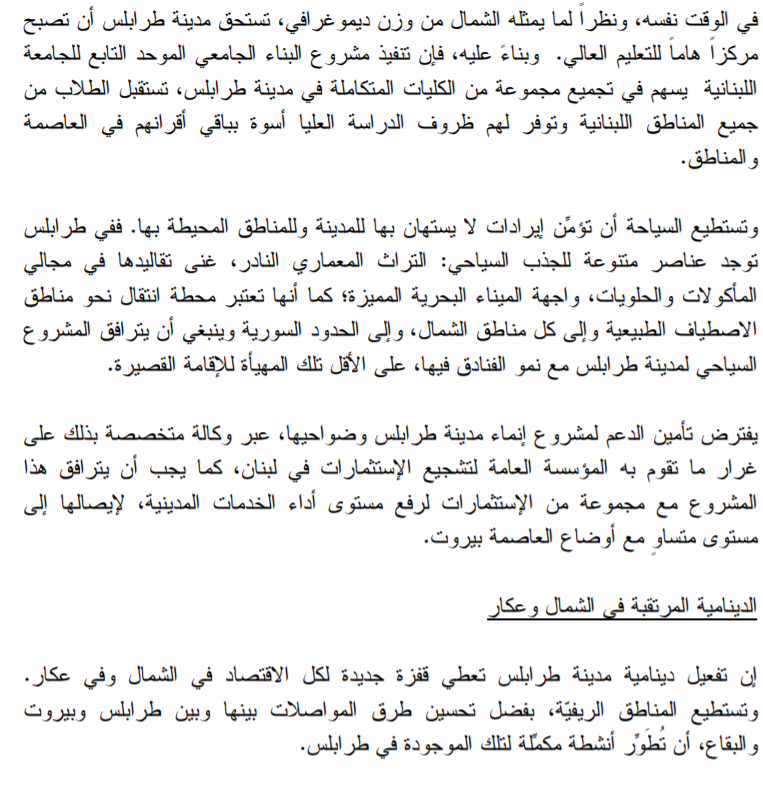 في الوقت نفسه، ونظراً لما يمثله الشمال من وزن ديموغرافي، تستحق مدينة طرابلس أن تصبح
مركزاً هاماً للتعليم العالي. وبناءً عليه، فإن تنفيذ مشروع البناء الجامعي الموحد التابع للجامعة
اللبنانية يسهم في تجميع مجموعة من الكليات المتكاملة في مدينة طرابلس، تستقبل الطلاب من
جميع المناطق اللبنانية وتوفر لهم ظروف الدراسة العليا أسوة بباقي أقرانهم في العاصمة
والمناطق.
وتستطيع السياحة أن تؤمِّن إيرادات لا يستهان بها للمدينة وللمناطق المحيطة بها. ففي طرابلس
توجد عناصر متنوعة للجذب السياحي: التراث المعماري النادر، غنى تقاليدها في مجالي
المأكولات والحلويات، واجهة الميناء البحرية المميزة؛ كما أنها تعتبر محطة انتقال نحو مناطق
الاصطياف الطبيعية وإلى كل مناطق الشمال، وإلى الحدود السورية وينبغي أن يترافق المشروع
السياحي لمدينة طرابلس مع نمو الفنادق فيها، على الأقل تلك المهيأة للإقامة القصيرة.
يفترض تأمين الدعم لمشروع إنماء مدينة طرابلس وضواحيها، عبر وكالة متخصصة بذلك على
غرار ما تقوم به المؤسسة العامة لتشجيع الإستثمارات في لبنان، كما يجب أن يترافق هذا
المشروع مع مجموعة من الإستثمارات لرفع مستوى أداء الخدمات المدينية، لإيصالها إلى
مستوى متساوٍ مع أوضاع العاصمة بيروت.
الدينامية المرتقبة في الشمال وعكار
إن تفعيل دينامية مدينة طرابلس تعطي قفزة جديدة لكل الاقتصاد في الشمال وفي عكار.
وتستطيع المناطق الريفيّة، بفضل تحسين طرق المواصلات بينها وبين طرابلس وبيروت
والبقاع، أن تُطَوِّر أنشطة مكمِّلة لتلك الموجودة في طرابلس.